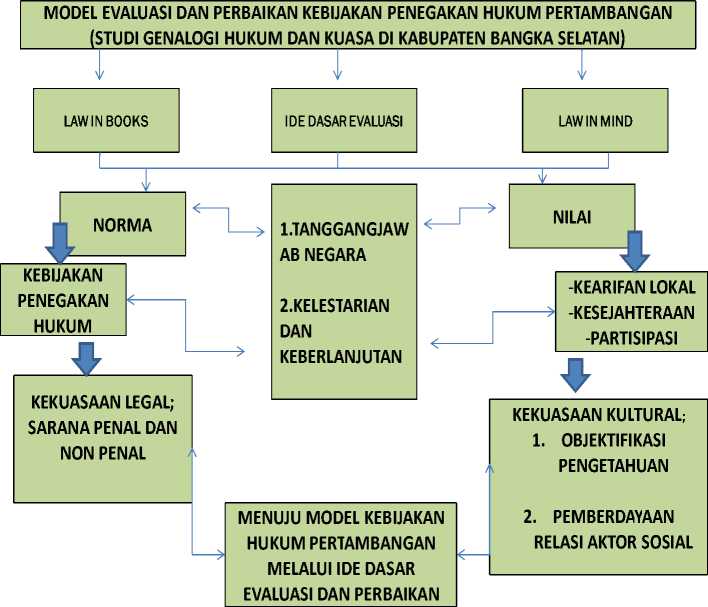 MODEL EVALUASI DAN PERBAIKAN KEBIJAKAN PENEGAKAN HUKUM PERTAMBANGAN
(STUDI GENALOGI HUKUM DAN KUASA DI KABUPATEN BANGKA SELATAN)
LAW IN BOOKS
IDE DASAR EVALUASI
LAW IN MIND
NORMA
1.TANGGANGJAW
AB NEGARA
2.KELESTARIAN
DAN
KEBERLANJUTAN
NILAI
KEBIJAKAN
PENEGAKAN
HUKUM
-KEARIFAN LOKAL
-KESEJAHTERAAN
-PARTISIPASI
KEKUASAAN LEGAL;
SARANA PENAL DAN
NON PENAL
KEKUASAAN KULTURAL;
1. OBJEKTIFIKASI
PENGETAHUAN
2. PEMBERDAYAAN
RELASI AKTOR SOSIAL
MENUJU MODEL KEBIJAKAN
HUKUM PERTAMBANGAN
MELALUI IDE DASAR
EVALUASI DAN PERBAIKAN